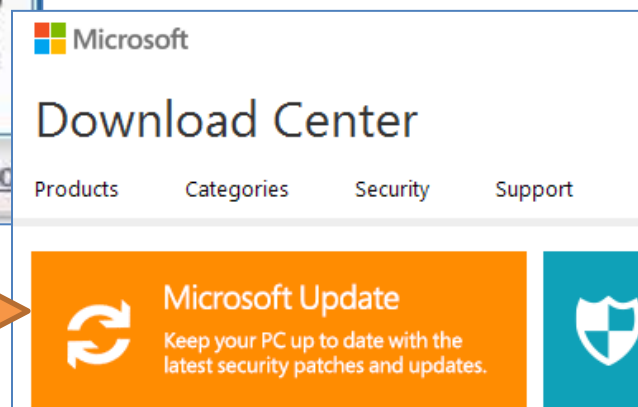 Microsoft
Download Center
Products Categories Security Support
Microsoft Update
Keep your PC up to date with the
latest security patches and updates.